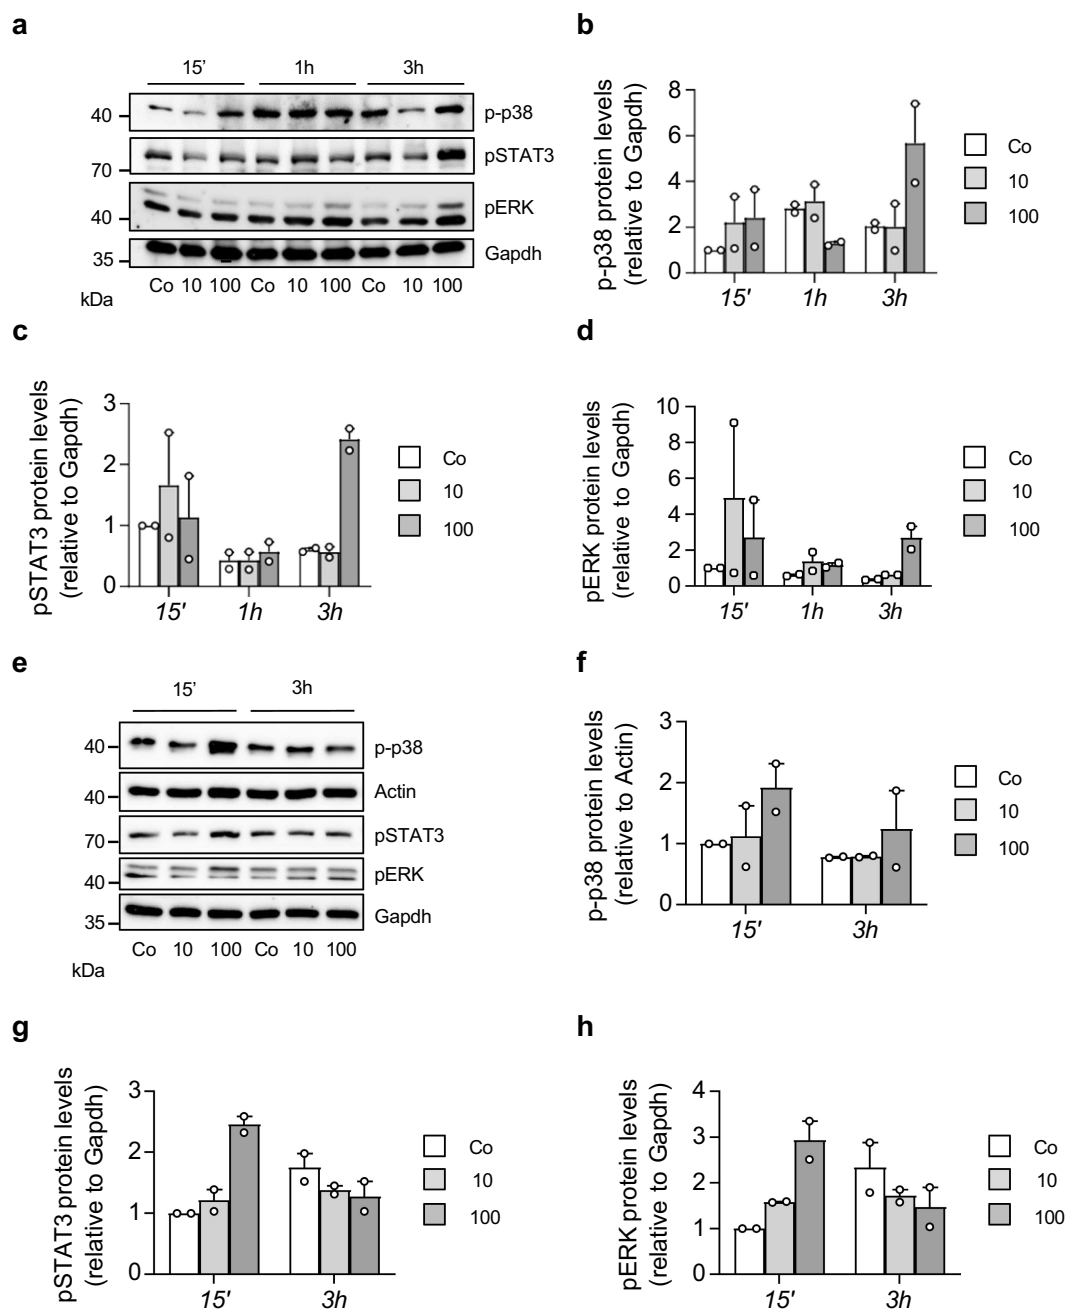 a
15’ 1h 3h
40 p-p38
70 pSTAT3
40 pERK
35 Gapdh
Co 10 100 Co 10 100 Co 10 100
kDa
b
p-p38 protein levels
(relative to Gapdh)
8
6
4
2
0
15' 1h 3h
Co
10
100
c
pSTAT3 protein levels
(relative to Gapdh)
3
2
1
0
15' 1h 3h
Co
10
100
d
pERK protein levels
(relative to Gapdh)
10
8
6
4
2
0
15' 1h 3h
Co
10
100
e
15’ 3h
40 p-p38
40 Actin
70 pSTAT3
40 pERK
35 Gapdh
Co 10 100 Co 10 100
kDa
f
p-p38 protein levels
(relative to Actin)
3
2
1
0
15' 3h
Co
10
100
g
pSTAT3 protein levels
(relative to Gapdh)
3
2
1
0
15' 3h
Co
10
100
h
pERK protein levels
(relative to Gapdh)
4
3
2
1
0
15' 3h
Co
10
100